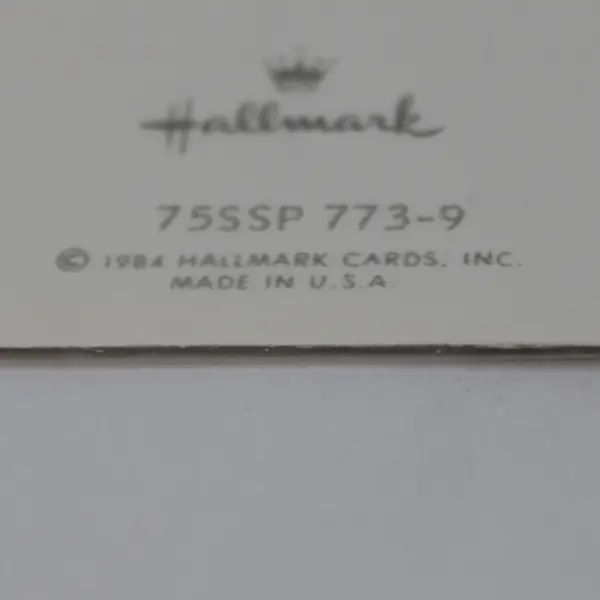 Hallmark
75SSP 773-9
© 1984 HALLMARK CARDS, INC.
MADE IN U.S.A.